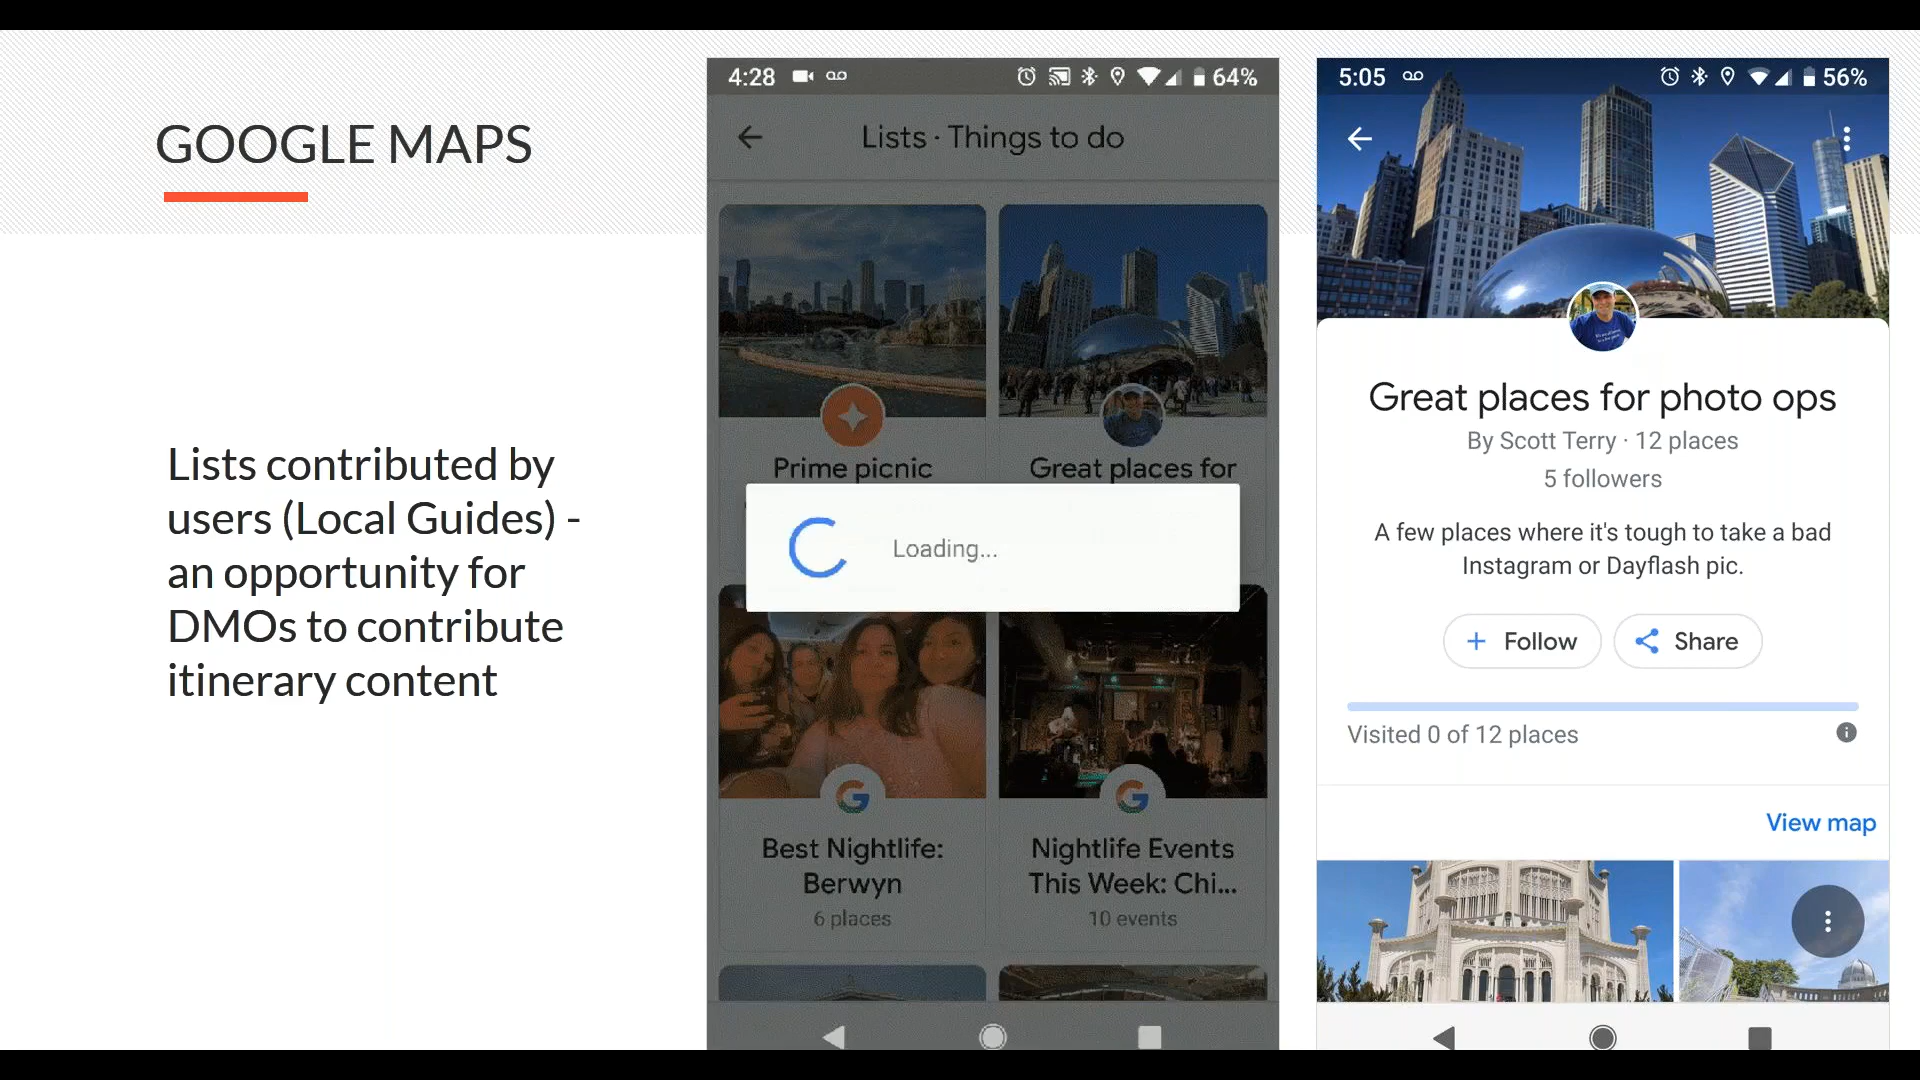 GOOGLE MAPS
Lists contributed by
users (Local Guides) -
an opportunity for
DMOs to contribute
itinerary content
4:28
64%
Lists · Things to do
Prime picnic
Great places for
Loading...
Best Nightlife:
Berwyn
6 places
Nightlife Events
This Week: Chi...
10 events
5:05
56%
Great places for photo ops
By Scott Terry · 12 places
5 followers
A few places where it's tough to take a bad
Instagram or Dayflash pic.
+ Follow
Share
Visited 0 of 12 places
View map